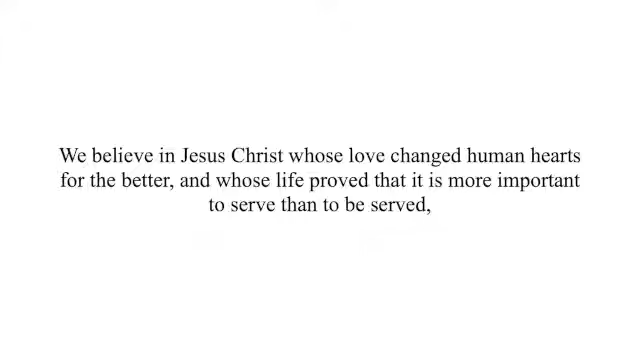 We believe in Jesus Christ whose love changed human hearts
for the better, and whose life proved that it is more important
to serve than to be served,